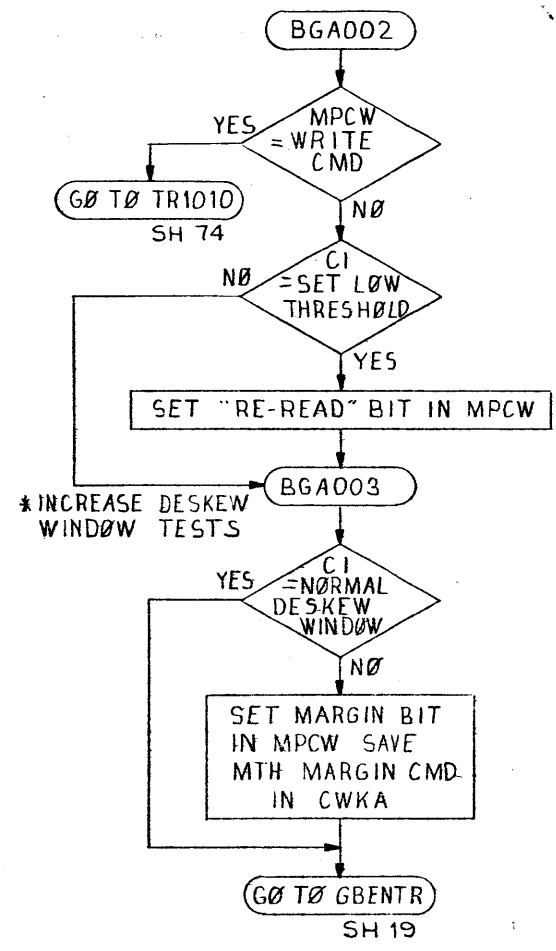 BGA002
MPCW
= WRITE
CMD
YES
GØ TØ TR1010
SH 74
NØ
C1
=SET LØW
THRESHØLD
NØ
YES
SET "RE-READ" BIT IN MPCW
BGA003
*INCREASE DESKEW
WINDØW TESTS
C1
=NØRMAL
DESKEW
WINDØW
YES
NØ
SET MARGIN BIT
IN MPCW SAVE
MTH MARGIN CMD
IN CWKA
GØ TØ GBENTR
SH 19